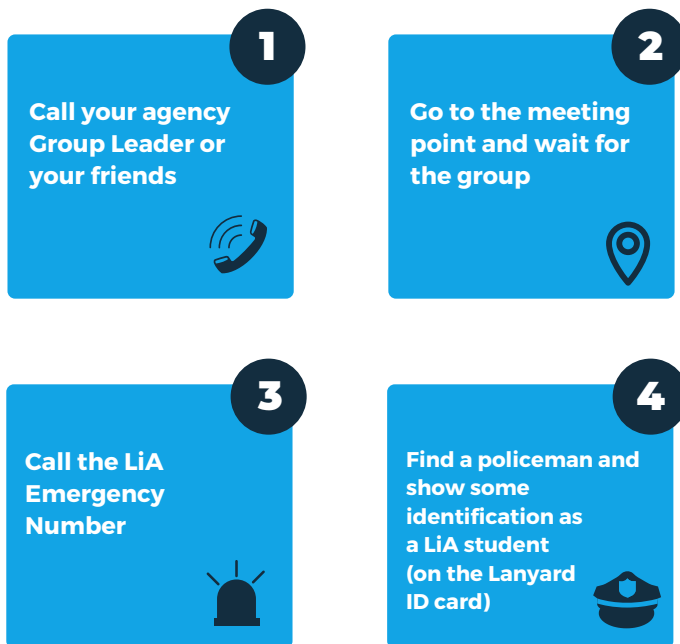 1
Call your agency
Group Leader or
your friends
2
Go to the meeting
point and wait for
the group
3
Call the LiA
Emergency
Number
4
Find a policeman and
show some
identification as
a LiA student
(on the Lanyard
ID card)